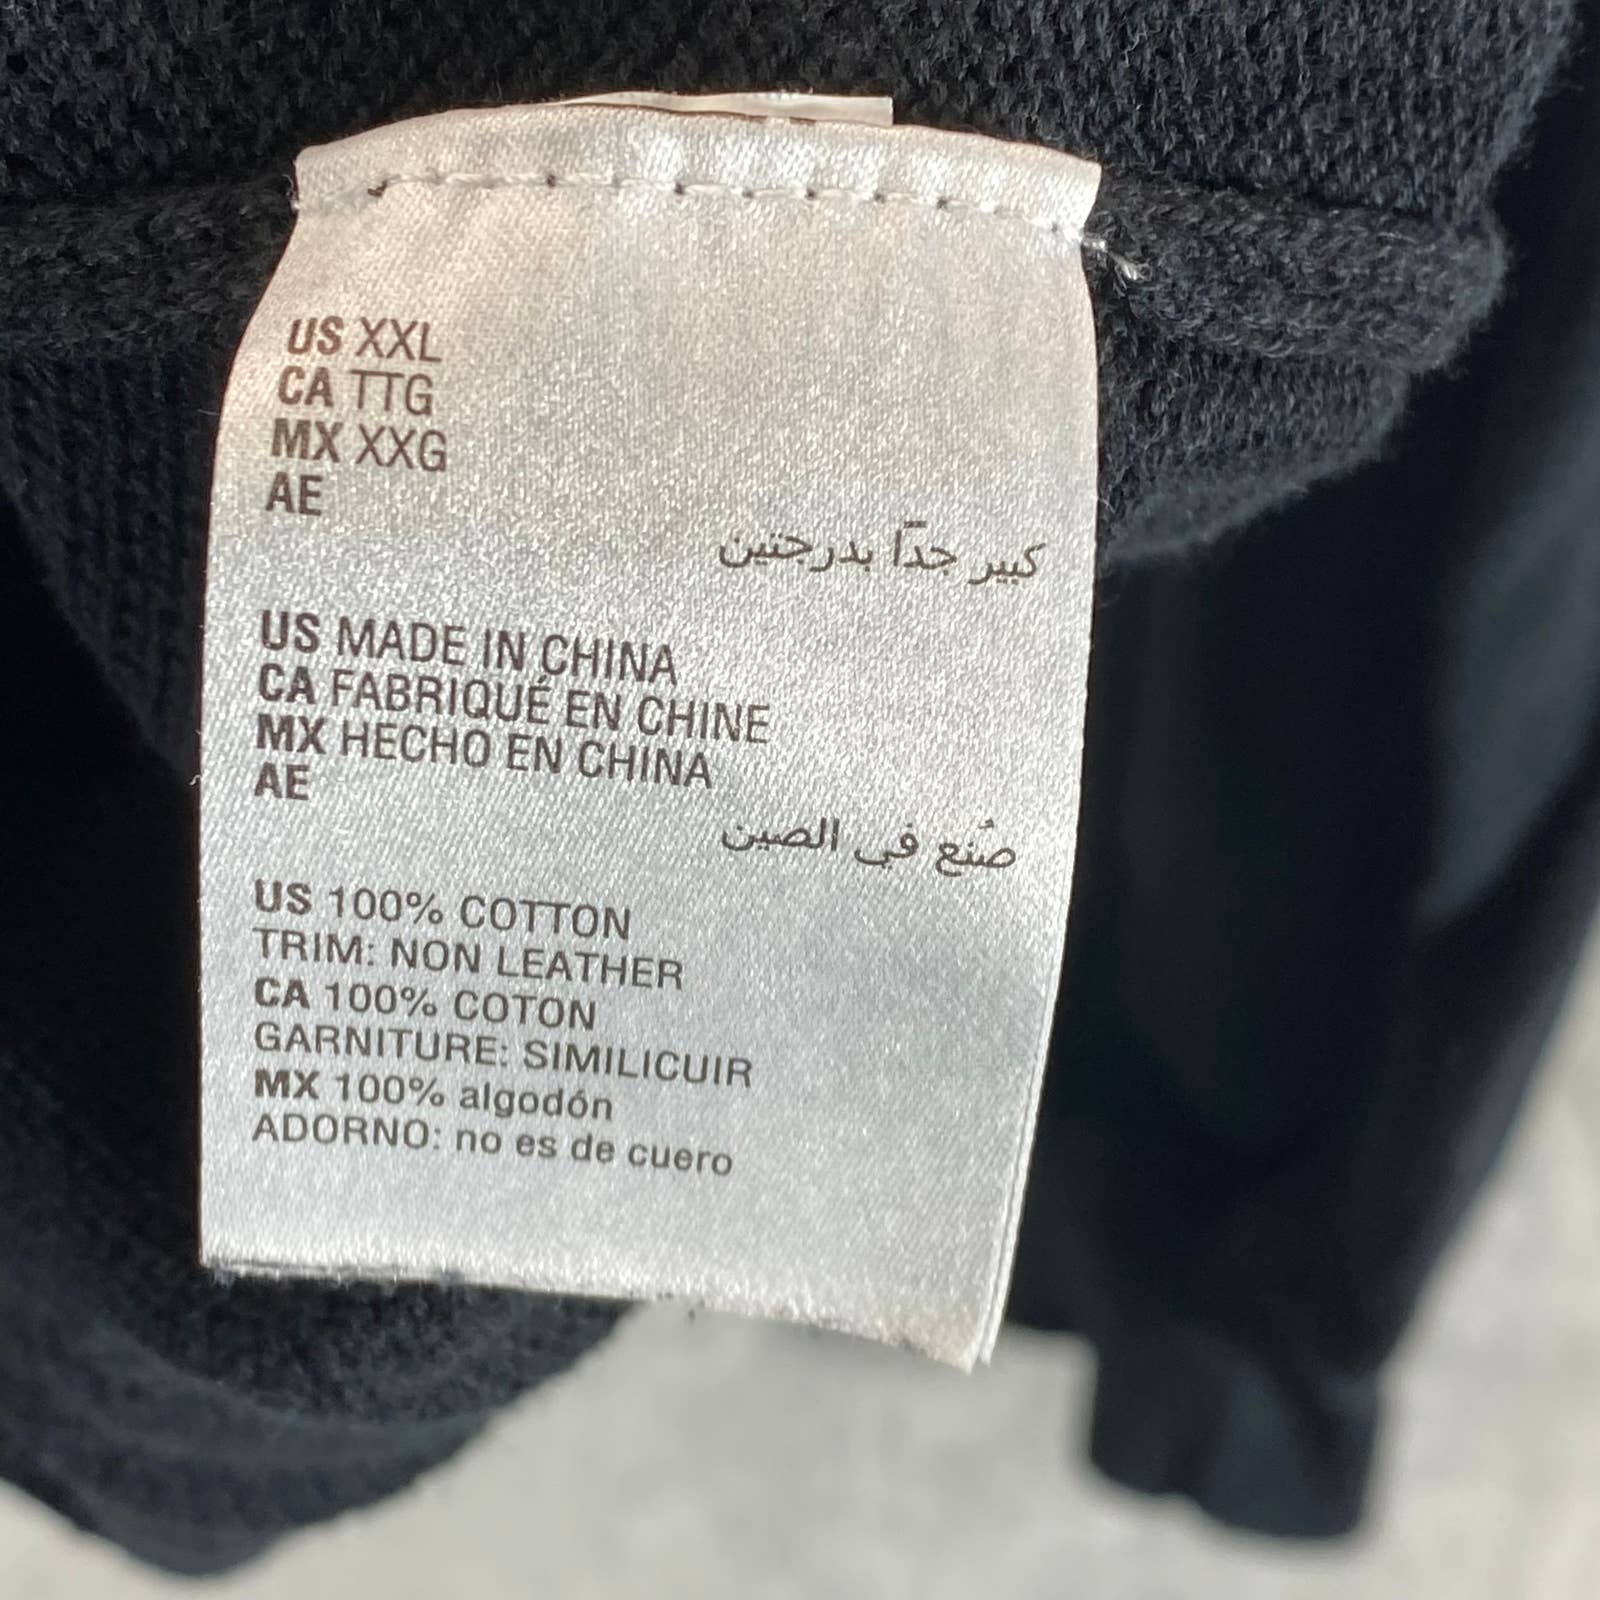 US XXL
CA TTG
MX XXG
AE
كبير جداً بدرجتين
US MADE IN CHINA
CA FABRIQUÉ EN CHINE
MX HECHO EN CHINA
AE
صُنع في الصين
US 100% COTTON
TRIM: NON LEATHER
CA 100% COTON
GARNITURE: SIMILICUIR
MX 100% algodón
ADORNO: no es de cuero